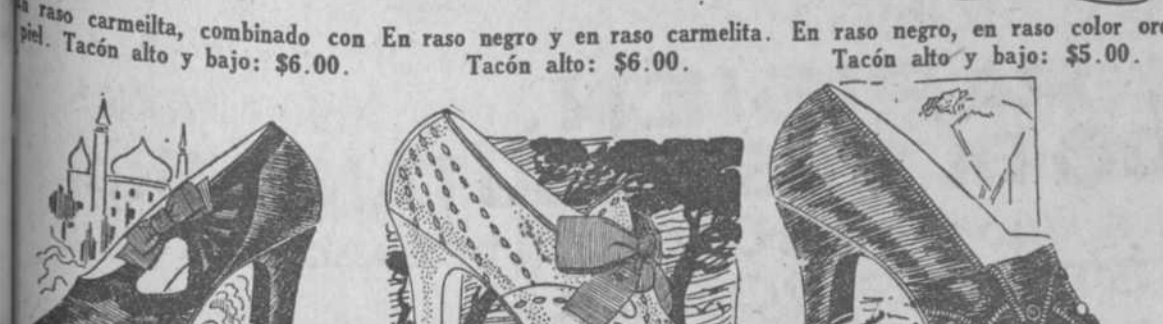 raso carmeilta, combinado con
piel. Tacón alto y bajo: $6.00.
En raso negro y en raso carmelita.
Tacón alto: $6.00.
En raso negro, en raso color
Tacón alto y bajo: $5.00.